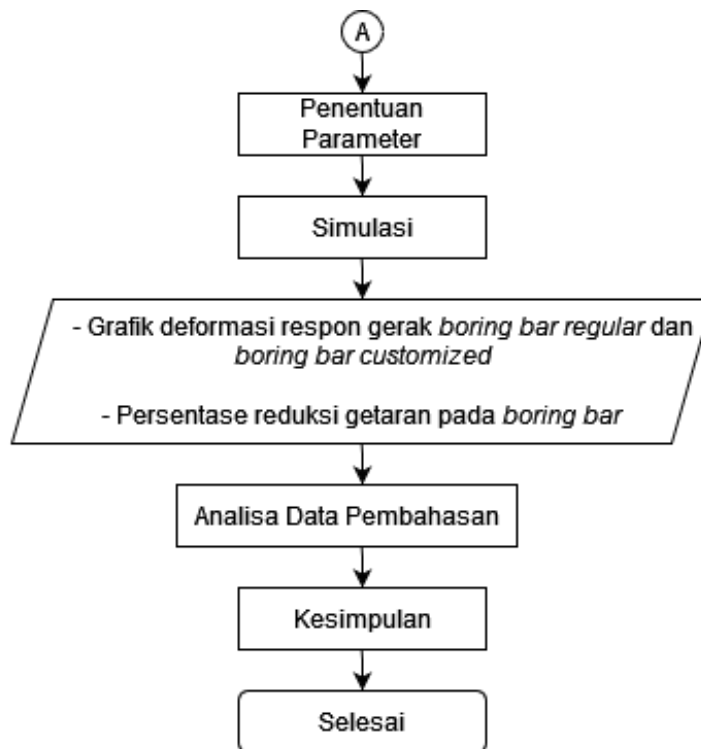 A
Penentuan
Parameter
Simulasi
- Grafik deformasi respon gerak boring bar regular dan
boring bar customized
- Persentase reduksi getaran pada boring bar
Analisa Data Pembahasan
Kesimpulan
Selesai